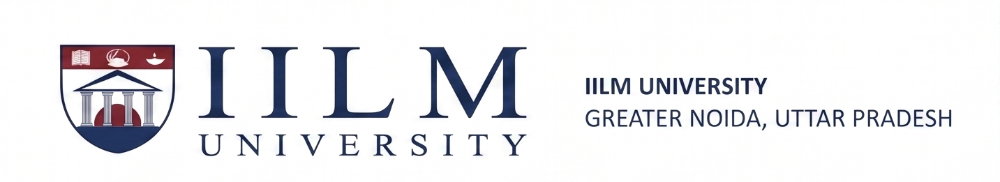 IILM
UNIVERSITY
IILM UNIVERSITY
GREATER NOIDA, UTTAR PRADESH